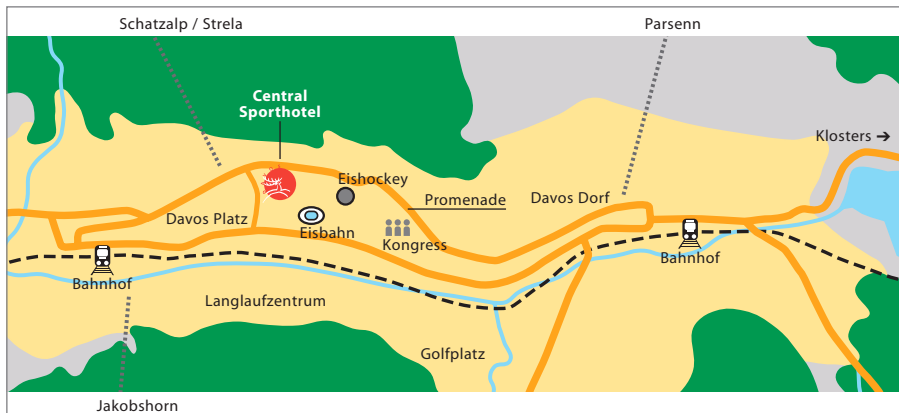 Schatzalp / Strela
Parsenn
Central
Sporthotel
Klosters →
Eishockey
Promenade
Davos Dorf
Davos Platz
Eisbahn
Kongress
Bahnhof
Bahnhof
Langlaufzentrum
Golfplatz
Jakobshorn